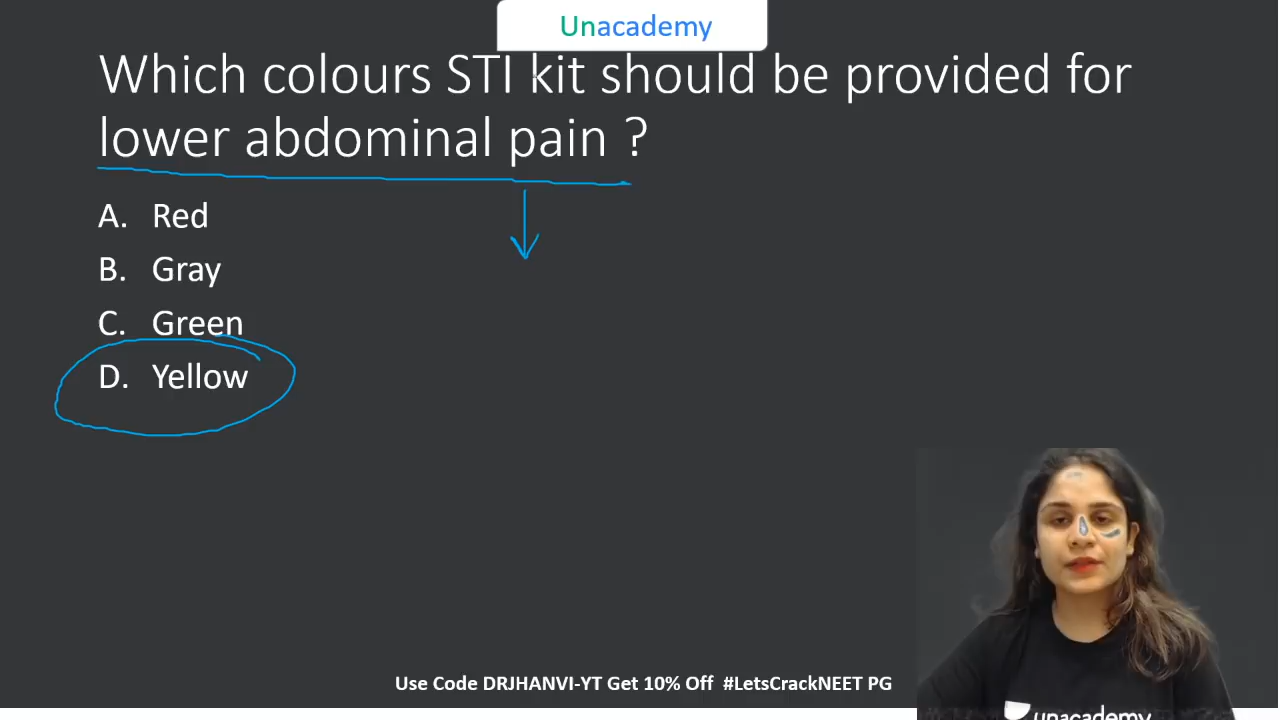 Unacademy
Which colours STI kit should be provided for
lower abdominal pain ?
A. Red
B. Gray
C. Green
D. Yellow
Use Code DRJHANVI-YT Get 10% Off #LetsCrackNEET PG
unacademy